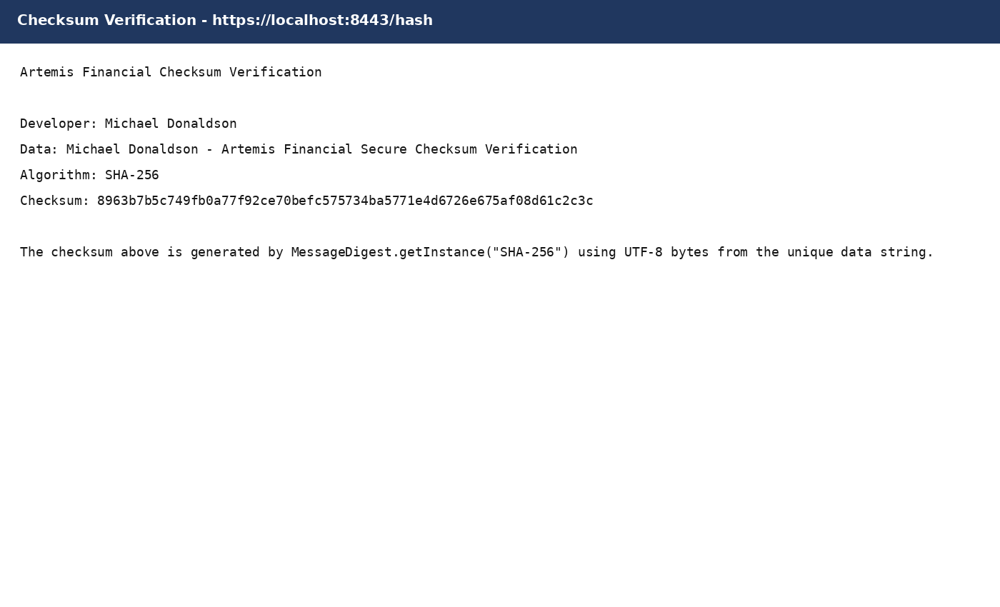 Checksum Verification - https://localhost:8443/hash
Artemis Financial Checksum Verification
Developer: Michael Donaldson
Data: Michael Donaldson - Artemis Financial Secure Checksum Verification
Algorithm: SHA-256
Checksum: 8963b7b5c749fb0a77f92ce70befc575734ba5771e4d6726e675af08d61c2c3c
The checksum above is generated by MessageDigest.getInstance("SHA-256") using UTF-8 bytes from the unique data string.